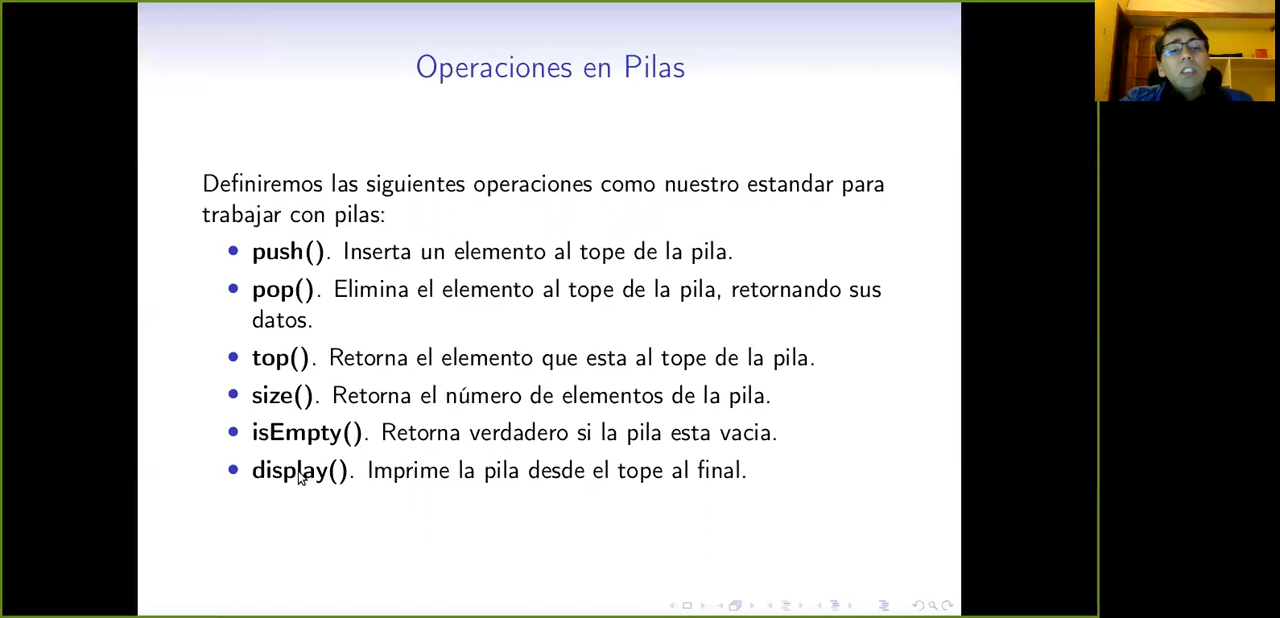 Operaciones en Pilas
Definiremos las siguientes operaciones como nuestro estandar para
trabajar con pilas:
• push(). Inserta un elemento al tope de la pila.
• pop(). Elimina el elemento al tope de la pila, retornando sus
datos.
• top(). Retorna el elemento que esta al tope de la pila.
• size(). Retorna el número de elementos de la pila.
• isEmpty(). Retorna verdadero si la pila esta vacia.
• display(). Imprime la pila desde el tope al final.